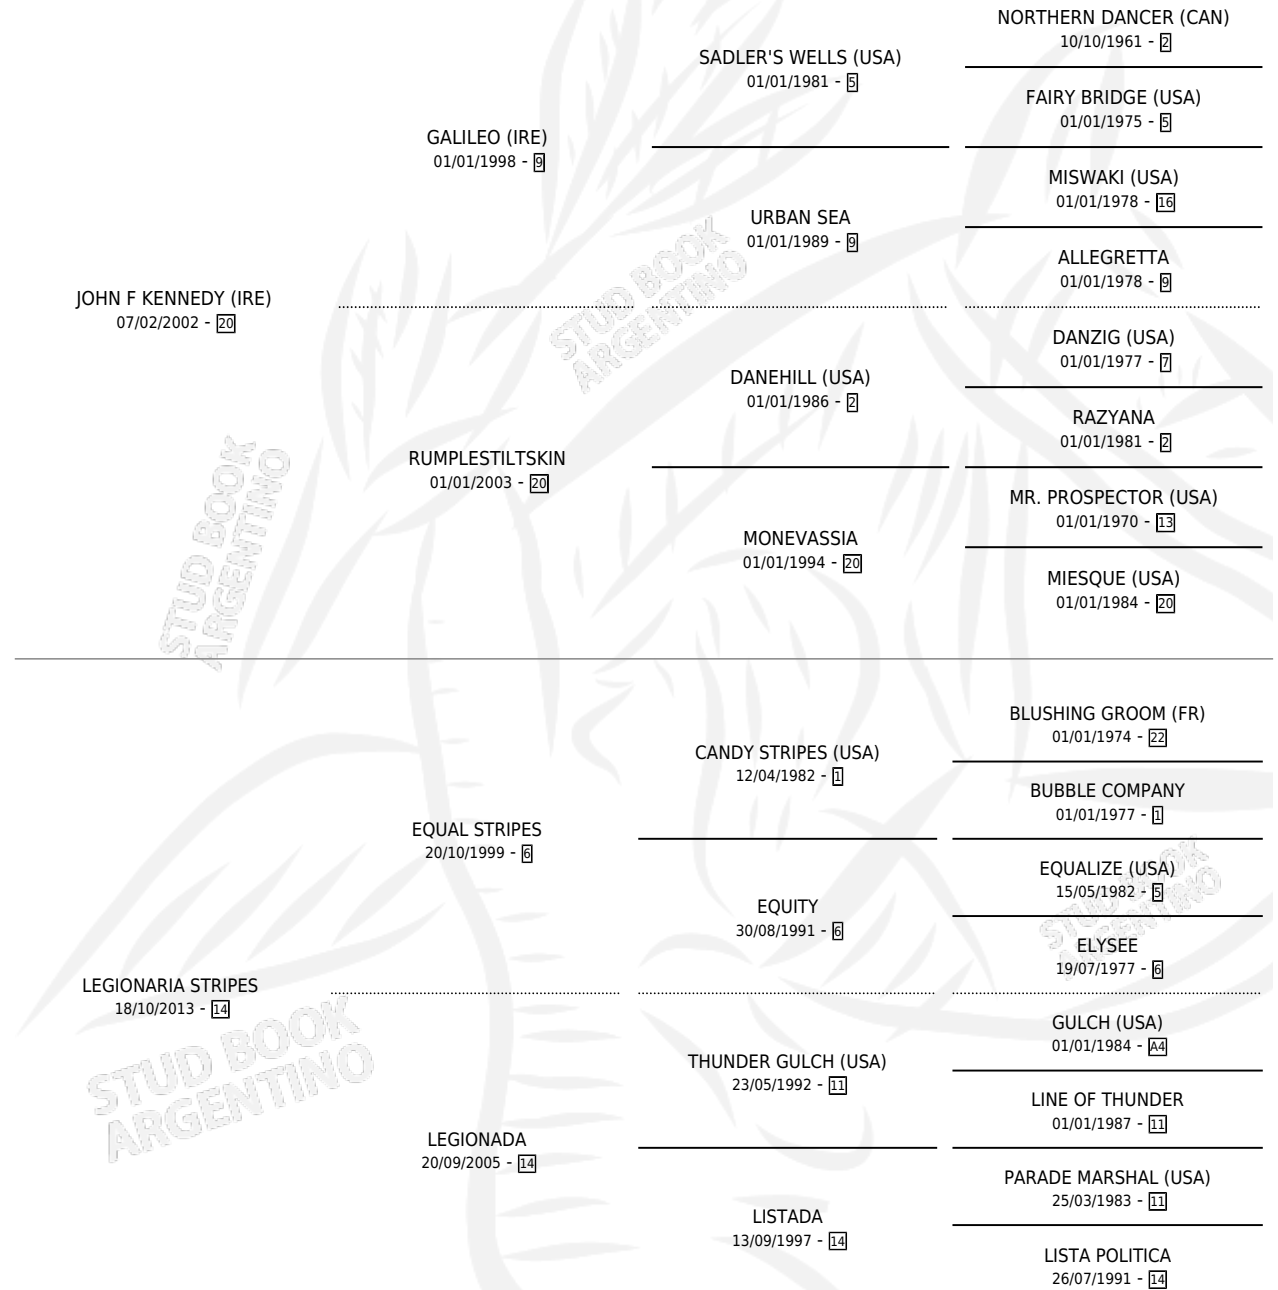 NORTHERN DANCER (CAN)
10/10/1961 - 2
SADLER'S WELLS (USA)
01/01/1981 - 5
FAIRY BRIDGE (USA)
01/01/1975 - 5
GALILEO (IRE)
01/01/1998 - 9
MISWAKI (USA)
01/01/1978 - 16
URBAN SEA
01/01/1989 - 9
ALLEGRETTA
01/01/1978 - 9
JOHN F KENNEDY (IRE)
07/02/2002 - 20
DANZIG (USA)
01/01/1977 - 7
DANEHILL (USA)
01/01/1986 - 2
RAZYANA
01/01/1981 - 2
RUMPLESTILTSKIN
01/01/2003 - 20
MR. PROSPECTOR (USA)
01/01/1970 - 13
MONEVASSIA
01/01/1994 - 20
MIESQUE (USA)
01/01/1984 - 20
BLUSHING GROOM (FR)
01/01/1974 - 22
CANDY STRIPES (USA)
12/04/1982 - 1
BUBBLE COMPANY
01/01/1977 - 1
EQUAL STRIPES
20/10/1999 - 6
EQUALIZE (USA)
15/05/1982 - 5
EQUITY
30/08/1991 - 6
ELYSEE
19/07/1977 - 6
LEGIONARIA STRIPES
18/10/2013 - 14
GULCH (USA)
01/01/1984 - A4
THUNDER GULCH (USA)
23/05/1992 - 11
LINE OF THUNDER
01/01/1987 - 11
LEGIONADA
20/09/2005 - 14
PARADE MARSHAL (USA)
25/03/1983 - 11
LISTADA
13/09/1997 - 14
LISTA POLITICA
26/07/1991 - 14
STUD BOOK
ARGENTINO
STUD BOOK
ARGENTINO
STUD BOOK
ARGENTINO
STUD BOOK
ARGENTINO